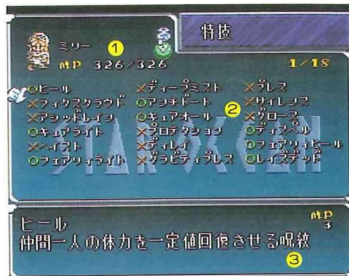 特技
ミリー
MP 326/326
1
1/18
○ヒール ×ディープミスト ×プレス
×フィクスクラウド ○アンチドート ×サイレンス
2
×アシッドレイン ○キュアオール ×グロース
○キュアライト ×プロテクション ○ディスペル
×ヘイスト ×ディレイ ○フェアリィヒール
○フェアリィライト ×グラビティプレス ○レイズデッド
STAR OCEAN
ヒール
MP
3
仲間一人の体力を一定値回復させる呪紋
3